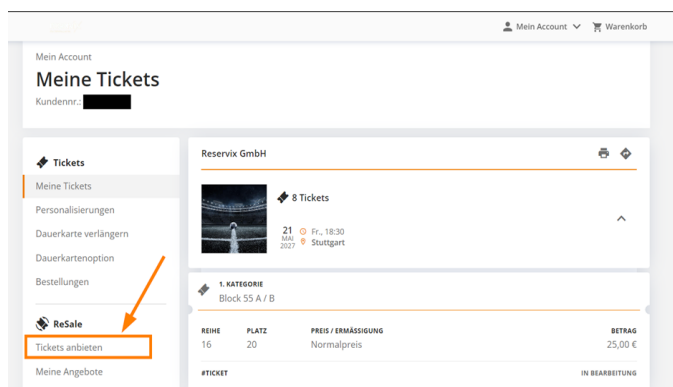 Mein Account
Warenkorb
Mein Account
Meine Tickets
Kundennr.:
Tickets
Meine Tickets
Personalisierungen
Dauerkarte verlängern
Dauerkartenoption
Bestellungen
ReSale
Tickets anbieten
Meine Angebote
Reservix GmbH
8 Tickets
21
MAI
2027
Fr., 18:30
Stuttgart
1. KATEGORIE
Block 55 A / B
REIHE PLATZ PREIS / ERMÄSSIGUNG BETRAG
16 20 Normalpreis 25,00 €
#TICKET IN BEARBEITUNG